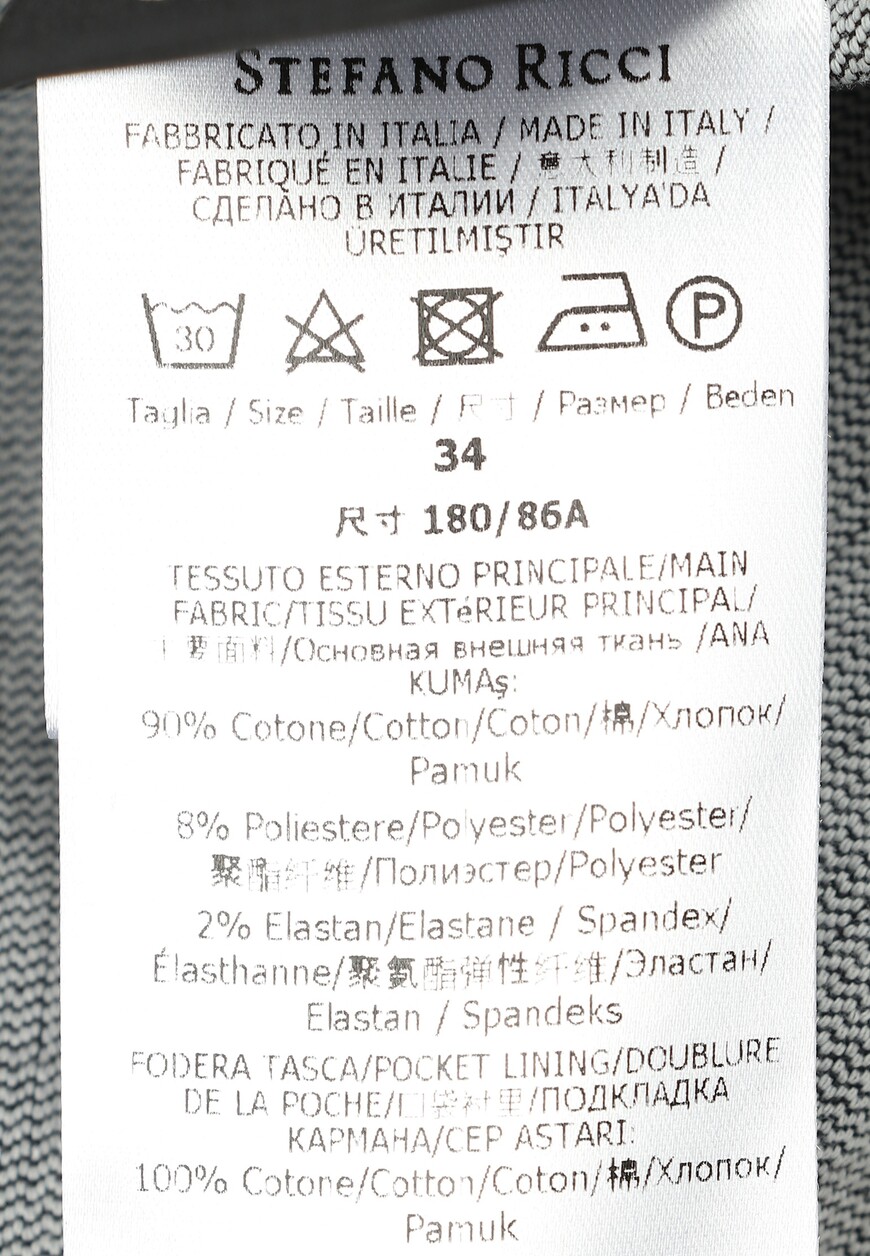 STEFANO RICCI
FABBRICATO IN ITALIA / MADE IN ITALY /
FABRIQUÉ EN ITALIE / 意大利制造 /
СДЕЛАНО В ИТАЛИИ / ITALYA'DA
ÜRETILMIŞTIR
30 P
Taglia / Size / Taille / 尺寸 / Размер / Beden
34
尺寸 180/86A
TESSUTO ESTERNO PRINCIPALE/MAIN
FABRIC/TISSU EXTéRIEUR PRINCIPAL/
主要面料/Основная внешняя ткань /ANA
KUMAş:
90% Cotone/Cotton/Coton/棉/Хлопок/
Pamuk
8% Poliestere/Polyester/Polyester/
聚酯纤维/Полиэстер/Polyester
2% Elastan/Elastane / Spandex/
Élasthanne/聚氨酯弹性纤维/Эластан/
Elastan / Spandeks
FODERA TASCA/POCKET LINING/DOUBLURE
DE LA POCHE/口袋衬里/ПОДКЛАДКА
КАРМАНА/CEP ASTARI:
100% Cotone/Cotton/Coton/棉/Хлопок/
Pamuk